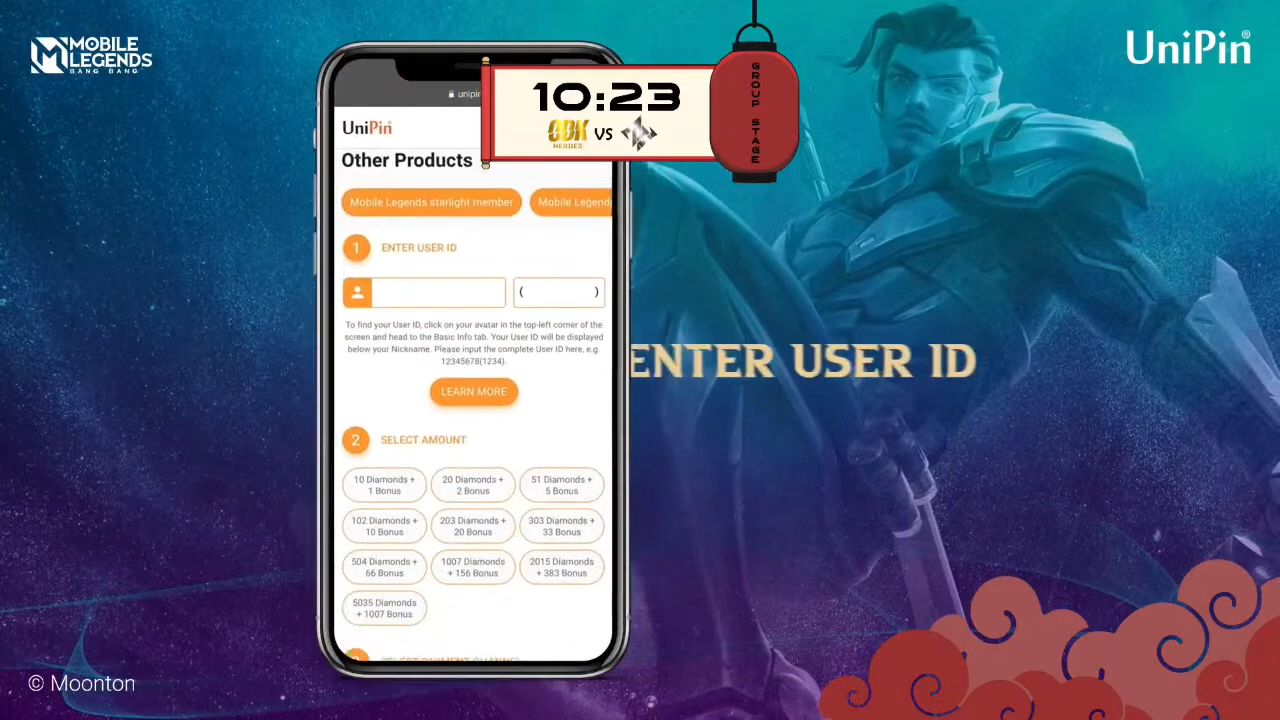 MOBILE
LEGENDS
BANG BANG
UniPin®
10:23
VS
HEROES
GROUP STAGE
UniPin
Other Products
Mobile Legends starlight member
Mobile Legend
1 ENTER USER ID
( )
To find your User ID, click on your avatar in the top-left corner of the
screen and head to the Basic Info tab. Your User ID will be displayed
below your Nickname. Please input the complete User ID here, e.g.
12345678(1234).
LEARN MORE
ENTER USER ID
2 SELECT AMOUNT
10 Diamonds +
1 Bonus
20 Diamonds +
2 Bonus
51 Diamonds +
5 Bonus
102 Diamonds +
10 Bonus
203 Diamonds +
20 Bonus
303 Diamonds +
33 Bonus
504 Diamonds +
66 Bonus
1007 Diamonds
+ 156 Bonus
2015 Diamonds
+ 383 Bonus
5035 Diamonds
+ 1007 Bonus
© Moonton